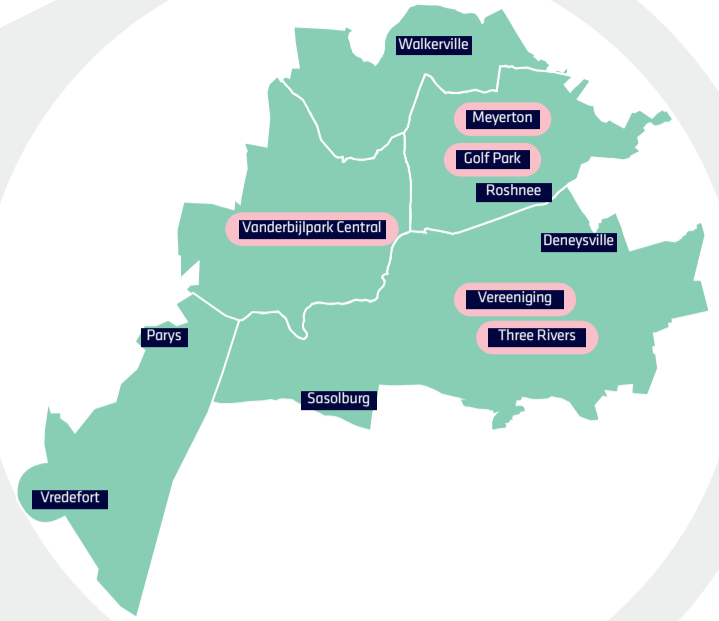 Walkerville
Meyerton
Golf Park
Roshnee
Vanderbijlpark Central
Deneysville
Vereeniging
Three Rivers
Parys
Sasolburg
Vredefort